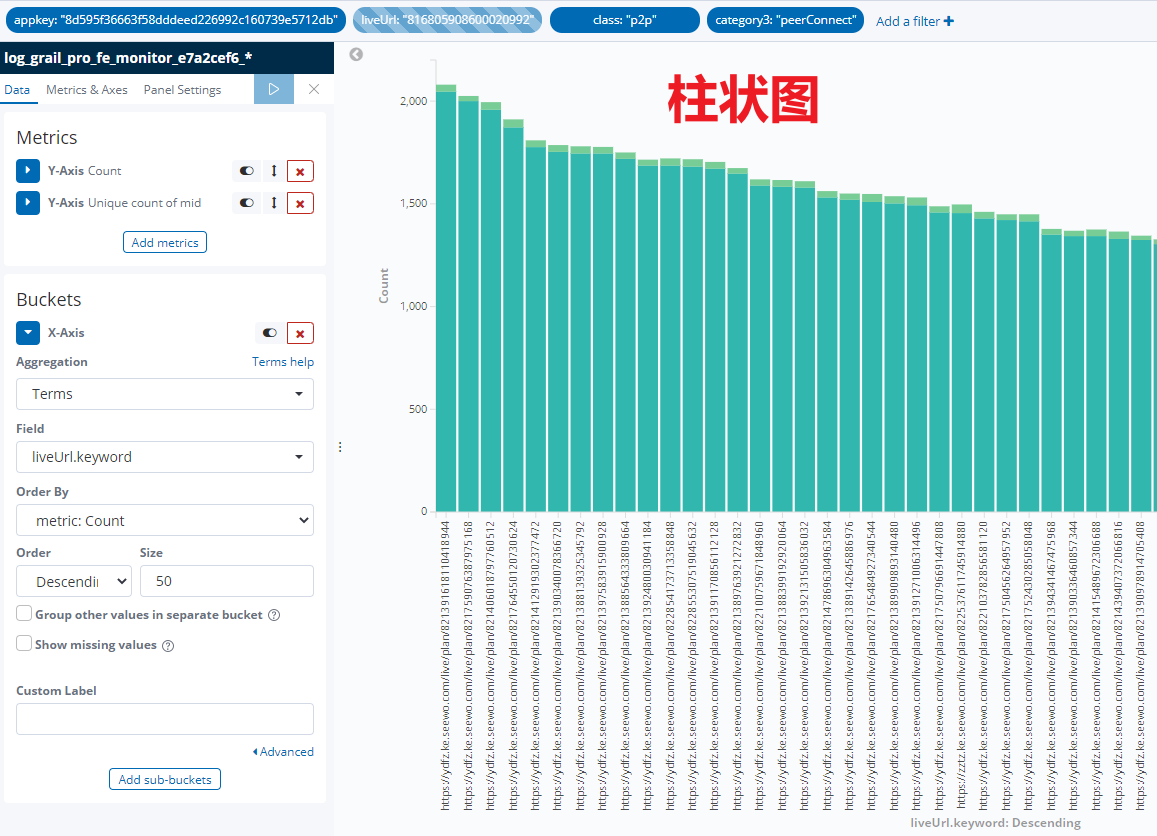 appkey: "8d595f36663f58dddeed226992c160739e5712db"
liveUrl: "816805908600020992"
class: "p2p"
category3: "peerConnect"
Add a filter +
log_grail_pro_fe_monitor_e7a2cef6_*
Data
Metrics & Axes
Panel Settings
Metrics
Y-Axis Count
Y-Axis Unique count of mid
Add metrics
Buckets
X-Axis
Aggregation
Terms help
Terms
Field
liveUrl.keyword
Order By
metric: Count
Order
Size
Descendin
50
Group other values in separate bucket
Show missing values
Custom Label
Advanced
Add sub-buckets
柱状图
Count
2,000
1,500
1,000
500
0
https://ydfz.ke.seewo.com/live/plan/821391618110418944
https://ydfz.ke.seewo.com/live/plan/821759076387975168
https://ydfz.ke.seewo.com/live/plan/821406018797760512
https://ydfz.ke.seewo.com/live/plan/821764550120730624
https://ydfz.ke.seewo.com/live/plan/821412919302377472
https://ydfz.ke.seewo.com/live/plan/821390340078366720
https://ydfz.ke.seewo.com/live/plan/821388139325345792
https://ydfz.ke.seewo.com/live/plan/821397583915900928
https://ydfz.ke.seewo.com/live/plan/821388564333809664
https://ydfz.ke.seewo.com/live/plan/821392480030941184
https://ydfz.ke.seewo.com/live/plan/822854173713358848
https://ydfz.ke.seewo.com/live/plan/822855307519045632
https://ydfz.ke.seewo.com/live/plan/821391170856112128
https://ydfz.ke.seewo.com/live/plan/821389763921272832
https://ydfz.ke.seewo.com/live/plan/822100759671848960
https://ydfz.ke.seewo.com/live/plan/821388399192920064
https://ydfz.ke.seewo.com/live/plan/821392131505836032
https://ydfz.ke.seewo.com/live/plan/821478696304963584
https://ydfz.ke.seewo.com/live/plan/821389142645886976
https://ydfz.ke.seewo.com/live/plan/821765484927340544
https://ydfz.ke.seewo.com/live/plan/821389909893140480
https://ydfz.ke.seewo.com/live/plan/821391271006314496
https://ydfz.ke.seewo.com/live/plan/821750796691447808
https://zztz.ke.seewo.com/live/plan/822537611745914880
https://ydfz.ke.seewo.com/live/plan/822103782856581120
https://ydfz.ke.seewo.com/live/plan/821750456264957952
https://ydfz.ke.seewo.com/live/plan/821752430285058048
https://ydfz.ke.seewo.com/live/plan/821394341467475968
https://ydfz.ke.seewo.com/live/plan/821390336460857344
https://ydfz.ke.seewo.com/live/plan/821415489672306688
https://ydfz.ke.seewo.com/live/plan/821439407372066816
https://ydfz.ke.seewo.com/live/plan/821390978914705408
liveUrl.keyword: Descending